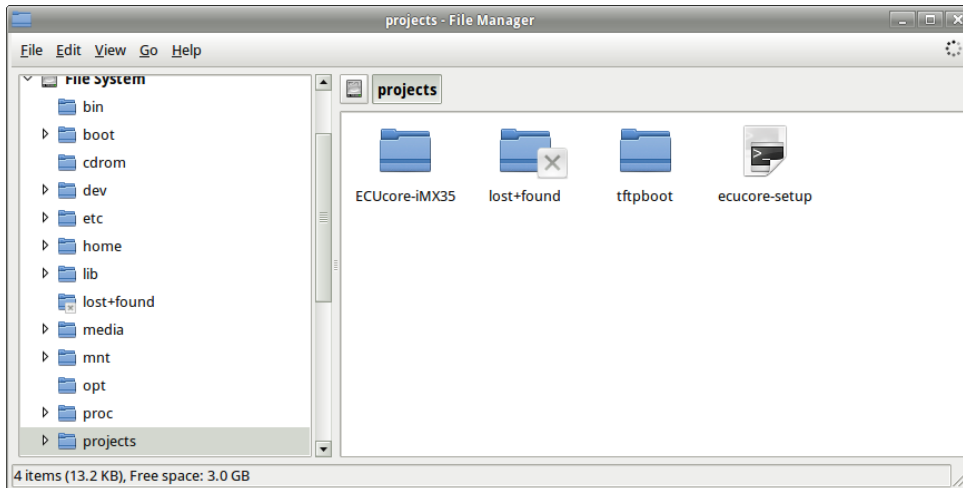 projects - File Manager
File Edit View Go Help
File System
bin
boot
cdrom
dev
etc
home
lib
lost+found
media
mnt
opt
proc
projects
projects
ECUcore-iMX35 lost+found tftpboot ecucore-setup
4 items (13.2 KB), Free space: 3.0 GB